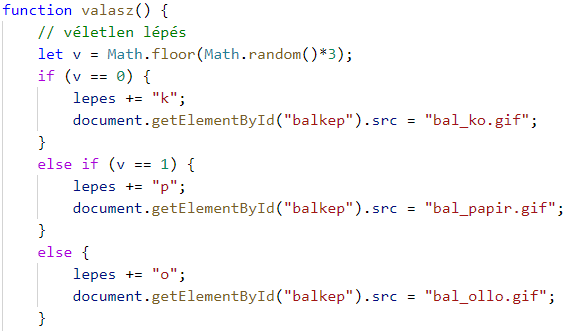 function valasz() {
    // véletlen lépés
    let v = Math.floor(Math.random()*3);
    if (v == 0) {
        lepes += "k";
        document.getElementById("balkep").src = "bal_ko.gif";
    }
    else if (v == 1) {
        lepes += "p";
        document.getElementById("balkep").src = "bal_papir.gif";
    }
    else {
        lepes += "o";
        document.getElementById("balkep").src = "bal_ollo.gif";
    }